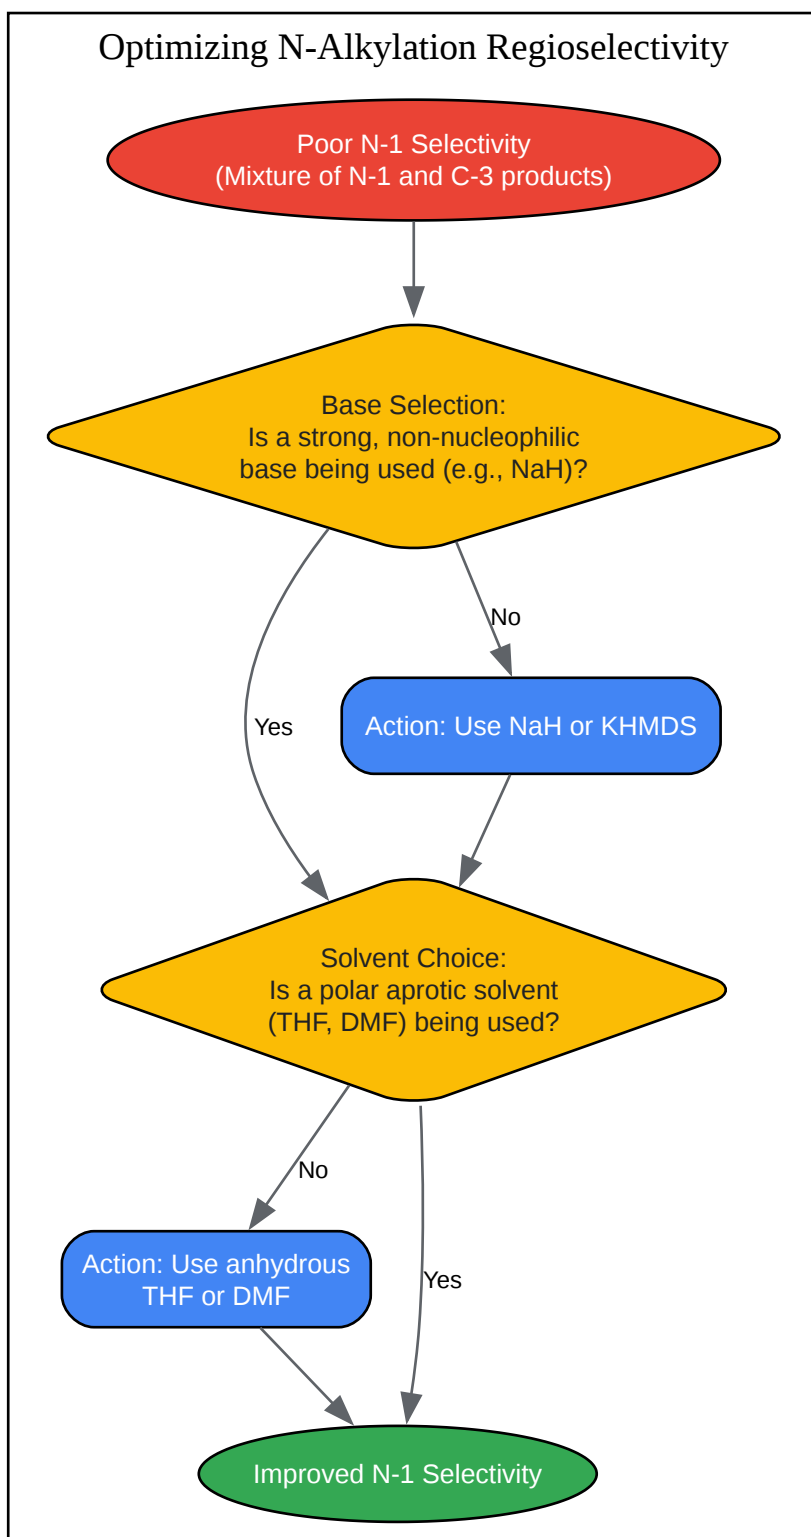 Optimizing N-Alkylation Regioselectivity
Poor N-1 Selectivity
(Mixture of N-1 and C-3 products)
Base Selection:
Is a strong, non-nucleophilic
base being used (e.g., NaH)?
No
Yes
Action: Use NaH or KHMDS
Solvent Choice:
Is a polar aprotic solvent
(THF, DMF) being used?
No
Action: Use anhydrous
THF or DMF
Yes
Improved N-1 Selectivity